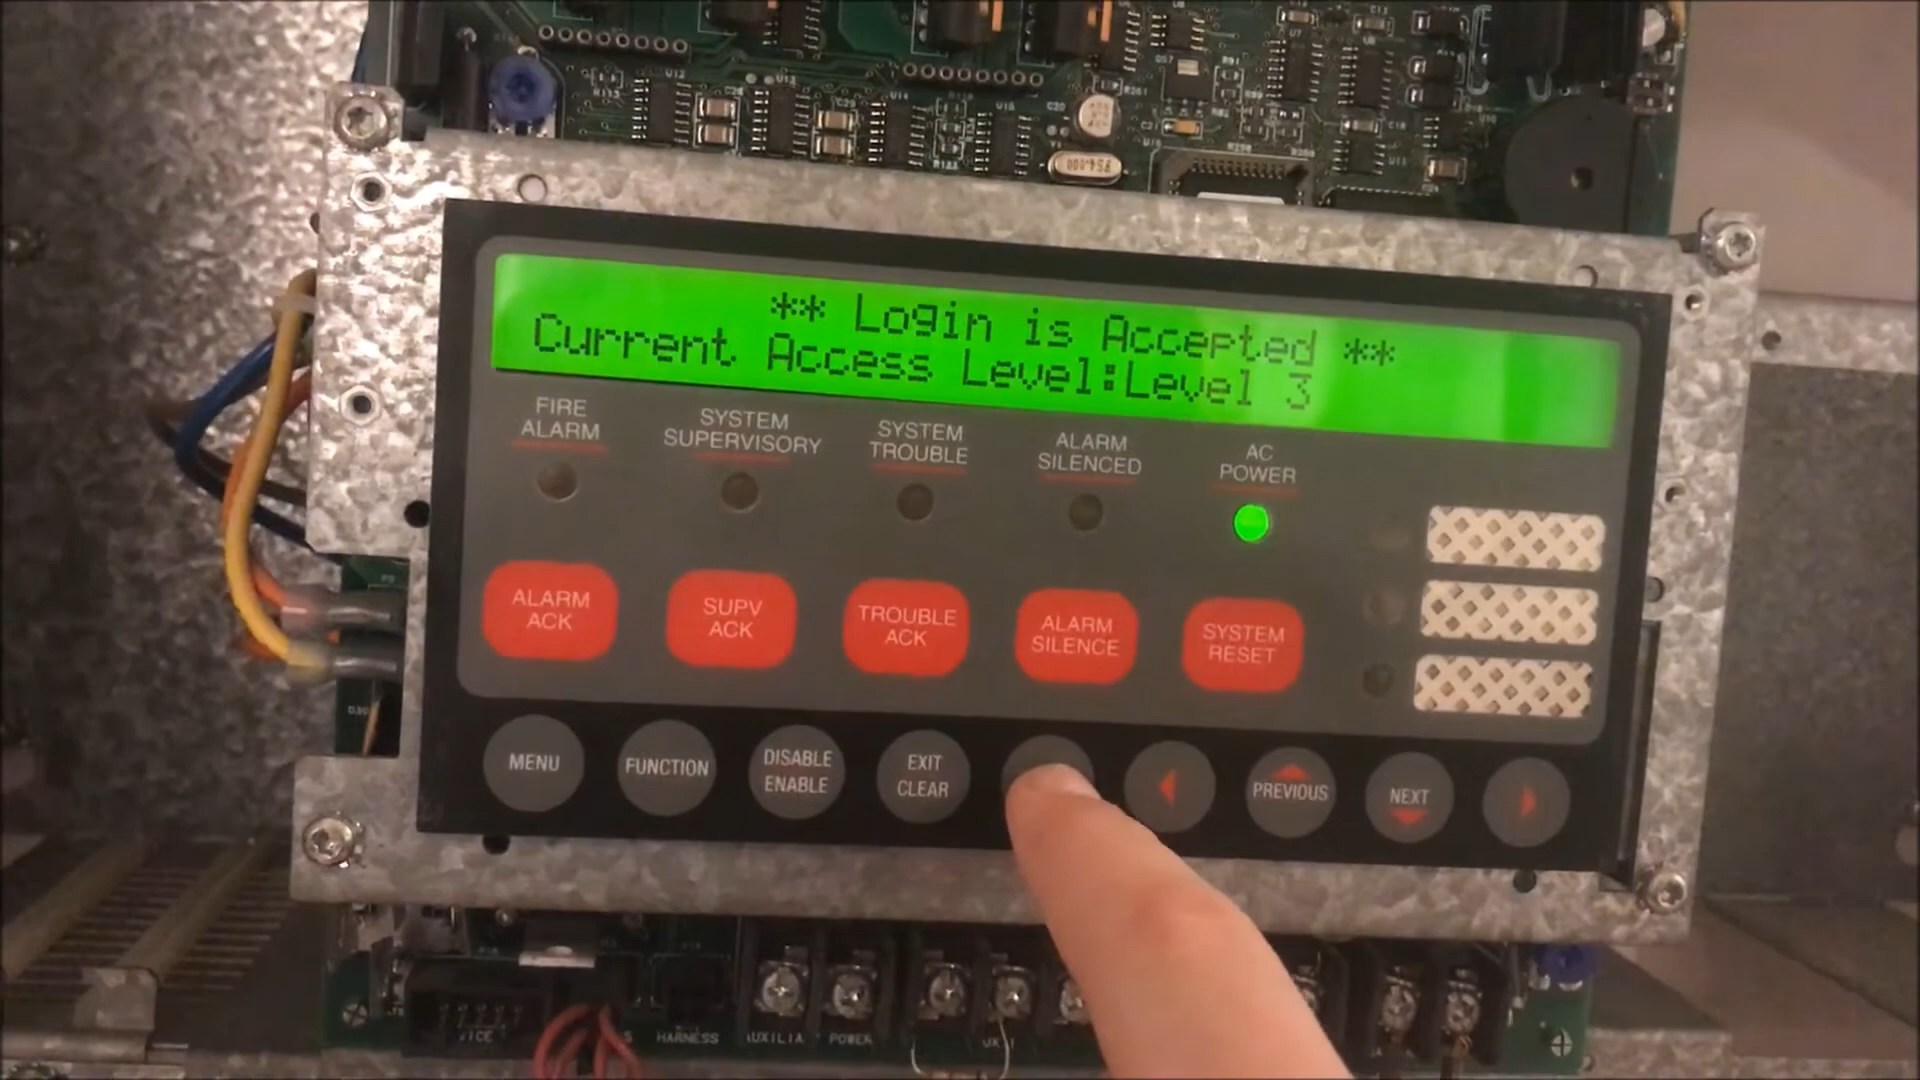 ** Login is Accepted **
Current Access Level:Level 3
FIRE
ALARM
SYSTEM
SUPERVISORY
SYSTEM
TROUBLE
ALARM
SILENCED
AC
POWER
ALARM
ACK
SUPV
ACK
TROUBLE
ACK
ALARM
SILENCE
SYSTEM
RESET
MENU
FUNCTION
DISABLE
ENABLE
EXIT
CLEAR
PREVIOUS
NEXT
HARNESS
POWER